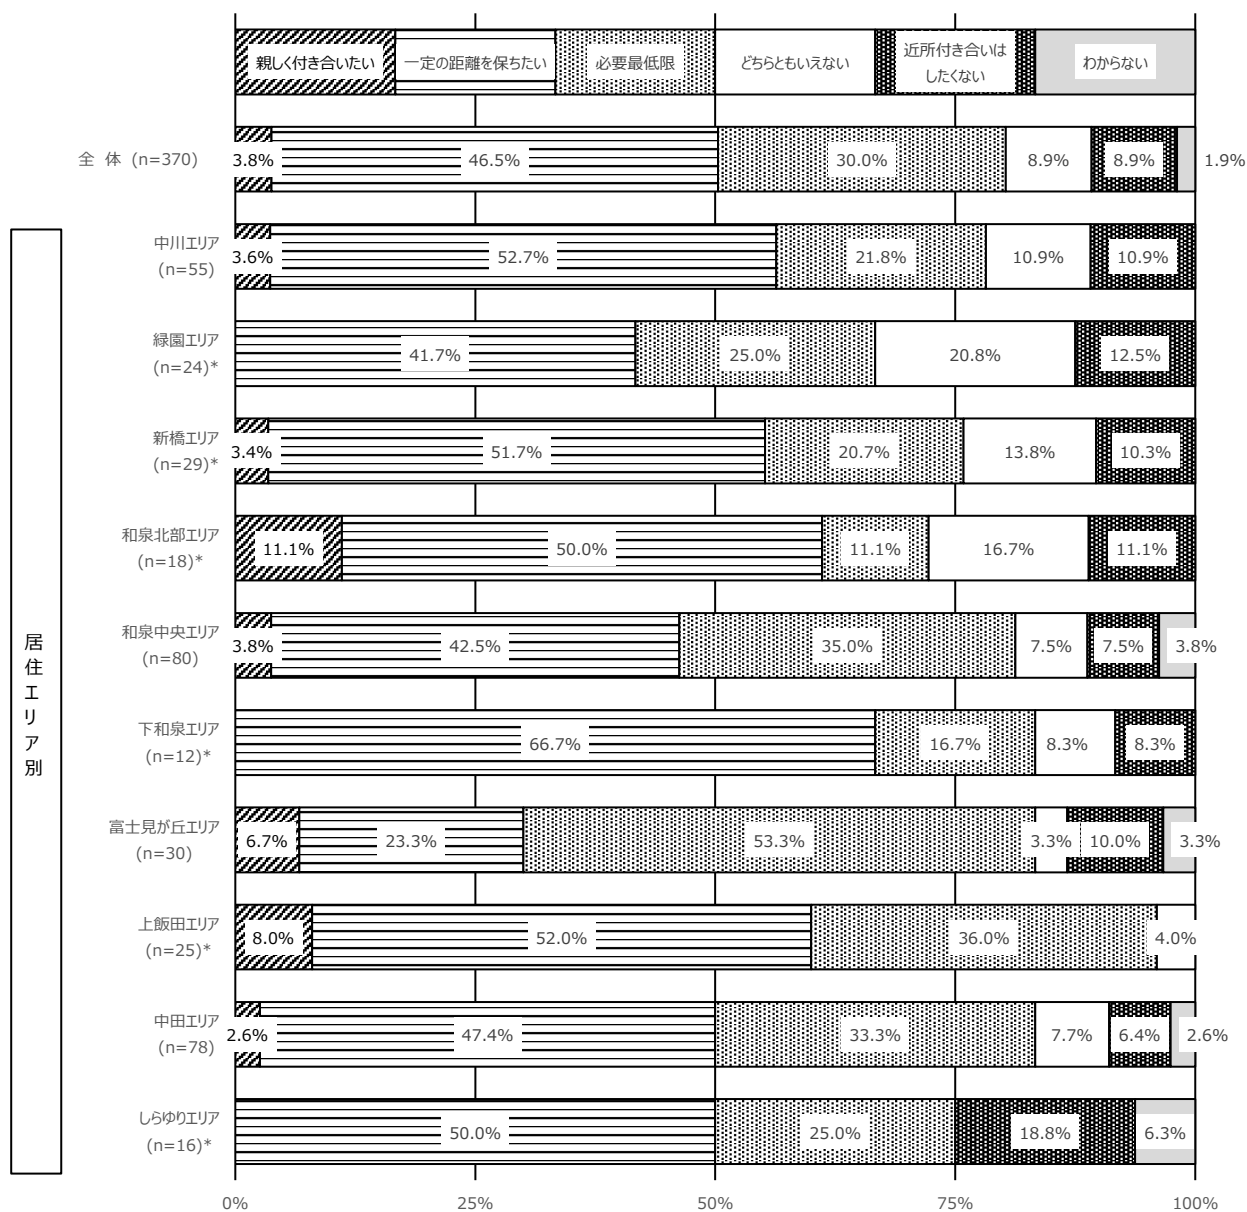 親しく付き合いたい 一定の距離を保ちたい 必要最低限 どちらともいえない 近所付き合いは わからない
したくない
全 体 (n=370) 3.8% 46.5% 30.0% 8.9% 8.9% 1.9%
居住エリア別
中川エリア
(n=55)
3.6% 52.7% 21.8% 10.9% 10.9%
緑園エリア
(n=24)*
41.7% 25.0% 20.8% 12.5%
新橋エリア
(n=29)*
3.4% 51.7% 20.7% 13.8% 10.3%
和泉北部エリア
(n=18)*
11.1% 50.0% 11.1% 16.7% 11.1%
和泉中央エリア
(n=80)
3.8% 42.5% 35.0% 7.5% 7.5% 3.8%
下和泉エリア
(n=12)*
66.7% 16.7% 8.3% 8.3%
富士見が丘エリア
(n=30)
6.7% 23.3% 53.3% 3.3% 10.0% 3.3%
上飯田エリア
(n=25)*
8.0% 52.0% 36.0% 4.0%
中田エリア
(n=78)
2.6% 47.4% 33.3% 7.7% 6.4% 2.6%
しらゆりエリア
(n=16)*
50.0% 25.0% 18.8% 6.3%
0% 25% 50% 75% 100%